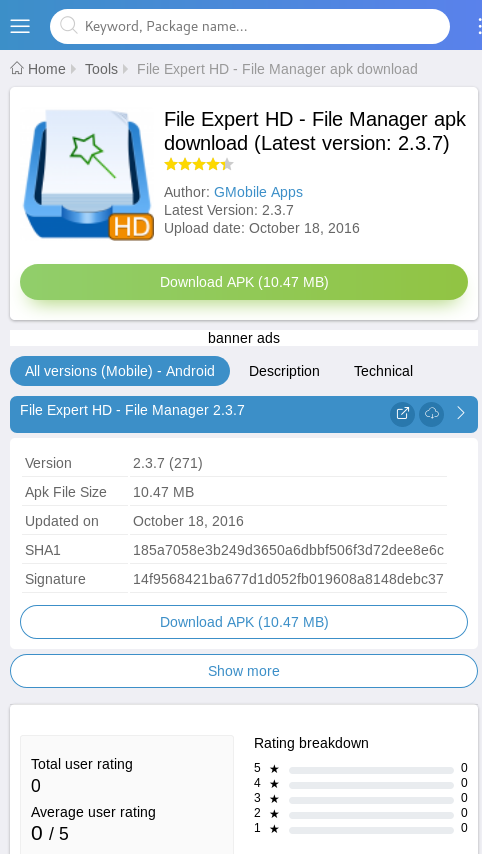 Keyword, Package name...
Home Tools File Expert HD - File Manager apk download
File Expert HD - File Manager apk
download (Latest version: 2.3.7)
HD
Author: GMobile Apps
Latest Version: 2.3.7
Upload date: October 18, 2016
Download APK (10.47 MB)
banner ads
All versions (Mobile) - Android Description Technical
File Expert HD - File Manager 2.3.7
Version 2.3.7 (271)
Apk File Size 10.47 MB
Updated on October 18, 2016
SHA1 185a7058e3b249d3650a6dbbf506f3d72dee8e6c
Signature 14f9568421ba677d1d052fb019608a8148debc37
Download APK (10.47 MB)
Show more
Total user rating
0
Average user rating
0 / 5
Rating breakdown
5 ★ 0
4 ★ 0
3 ★ 0
2 ★ 0
1 ★ 0